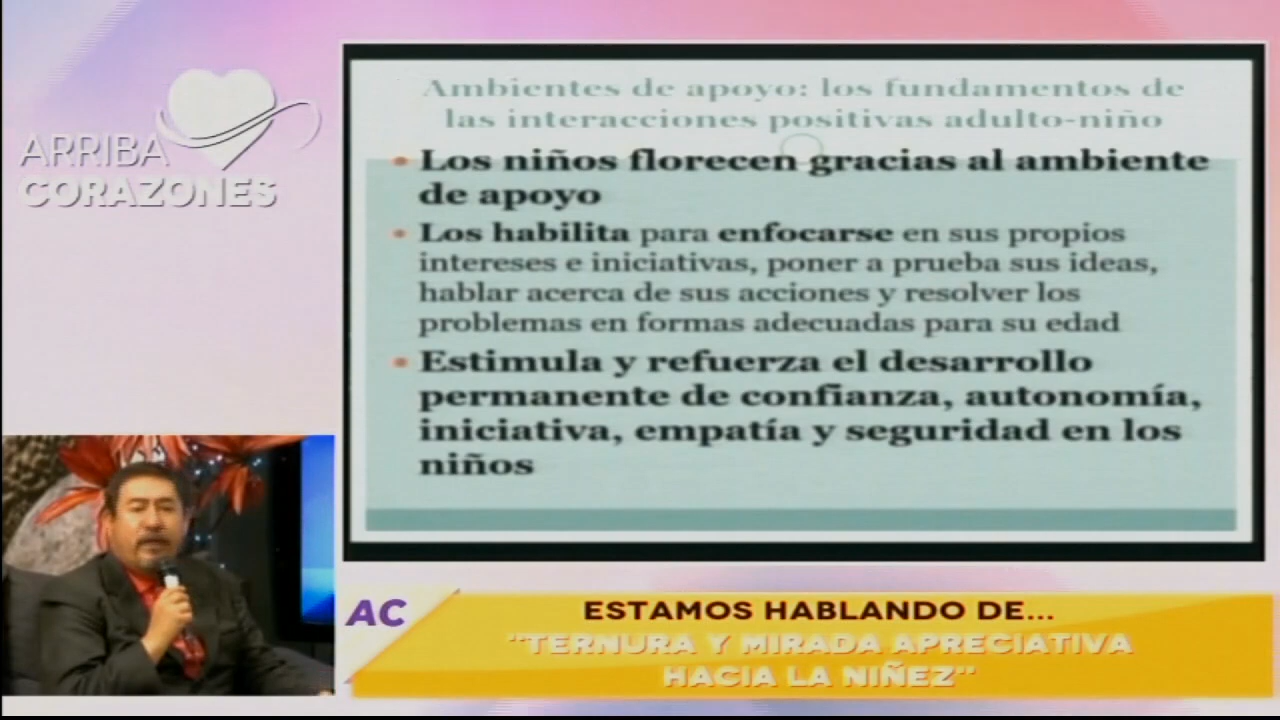 ARRIBA
CORAZONES
Ambientes de apoyo: los fundamentos de
las interacciones positivas adulto-niño
• Los niños florecen gracias al ambiente
de apoyo
• Los habilita para enfocarse en sus propios
intereses e iniciativas, poner a prueba sus ideas,
hablar acerca de sus acciones y resolver los
problemas en formas adecuadas para su edad
• Estimula y refuerza el desarrollo
permanente de confianza, autonomía,
iniciativa, empatía y seguridad en los
niños
AC
ESTAMOS HABLANDO DE...
"TERNURA Y MIRADA APRECIATIVA
HACIA LA NIÑEZ"